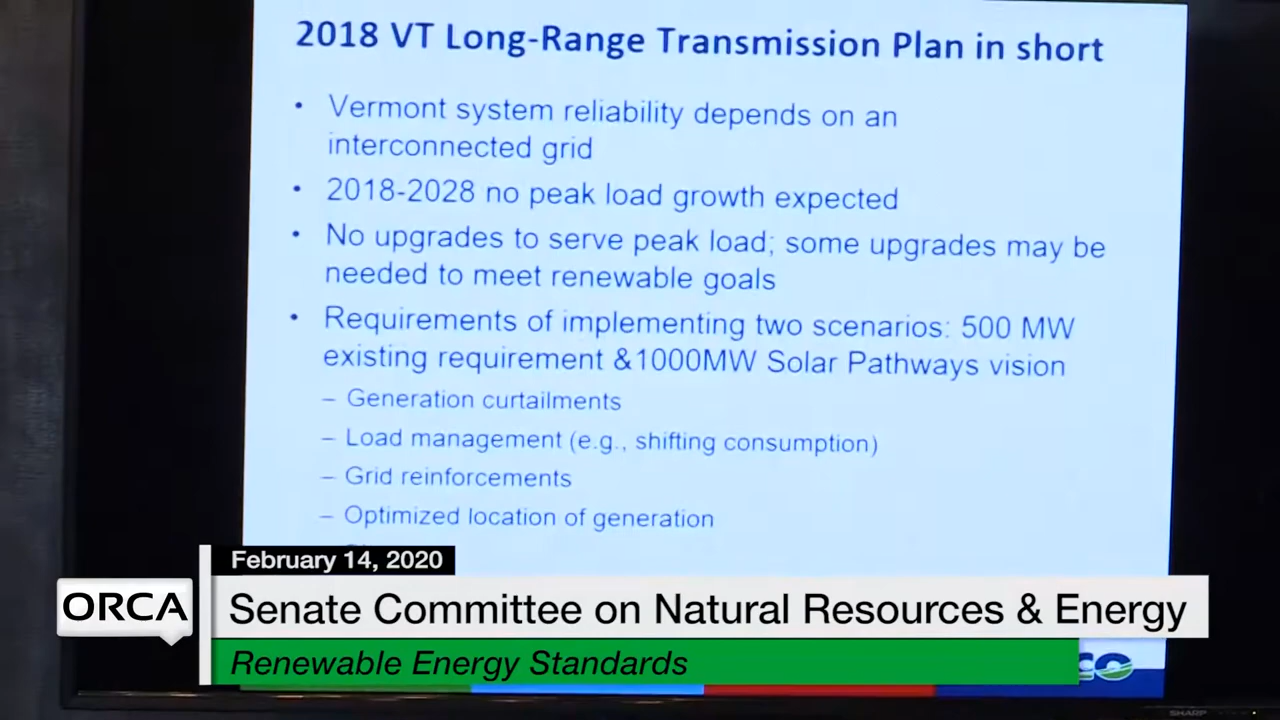 2018 VT Long-Range Transmission Plan in short
• Vermont system reliability depends on an
interconnected grid
• 2018-2028 no peak load growth expected
• No upgrades to serve peak load; some upgrades may be
needed to meet renewable goals
• Requirements of implementing two scenarios: 500 MW
existing requirement &1000MW Solar Pathways vision
– Generation curtailments
– Load management (e.g., shifting consumption)
– Grid reinforcements
– Optimized location of generation
February 14, 2020
ORCA
Senate Committee on Natural Resources & Energy
Renewable Energy Standards
SHARP